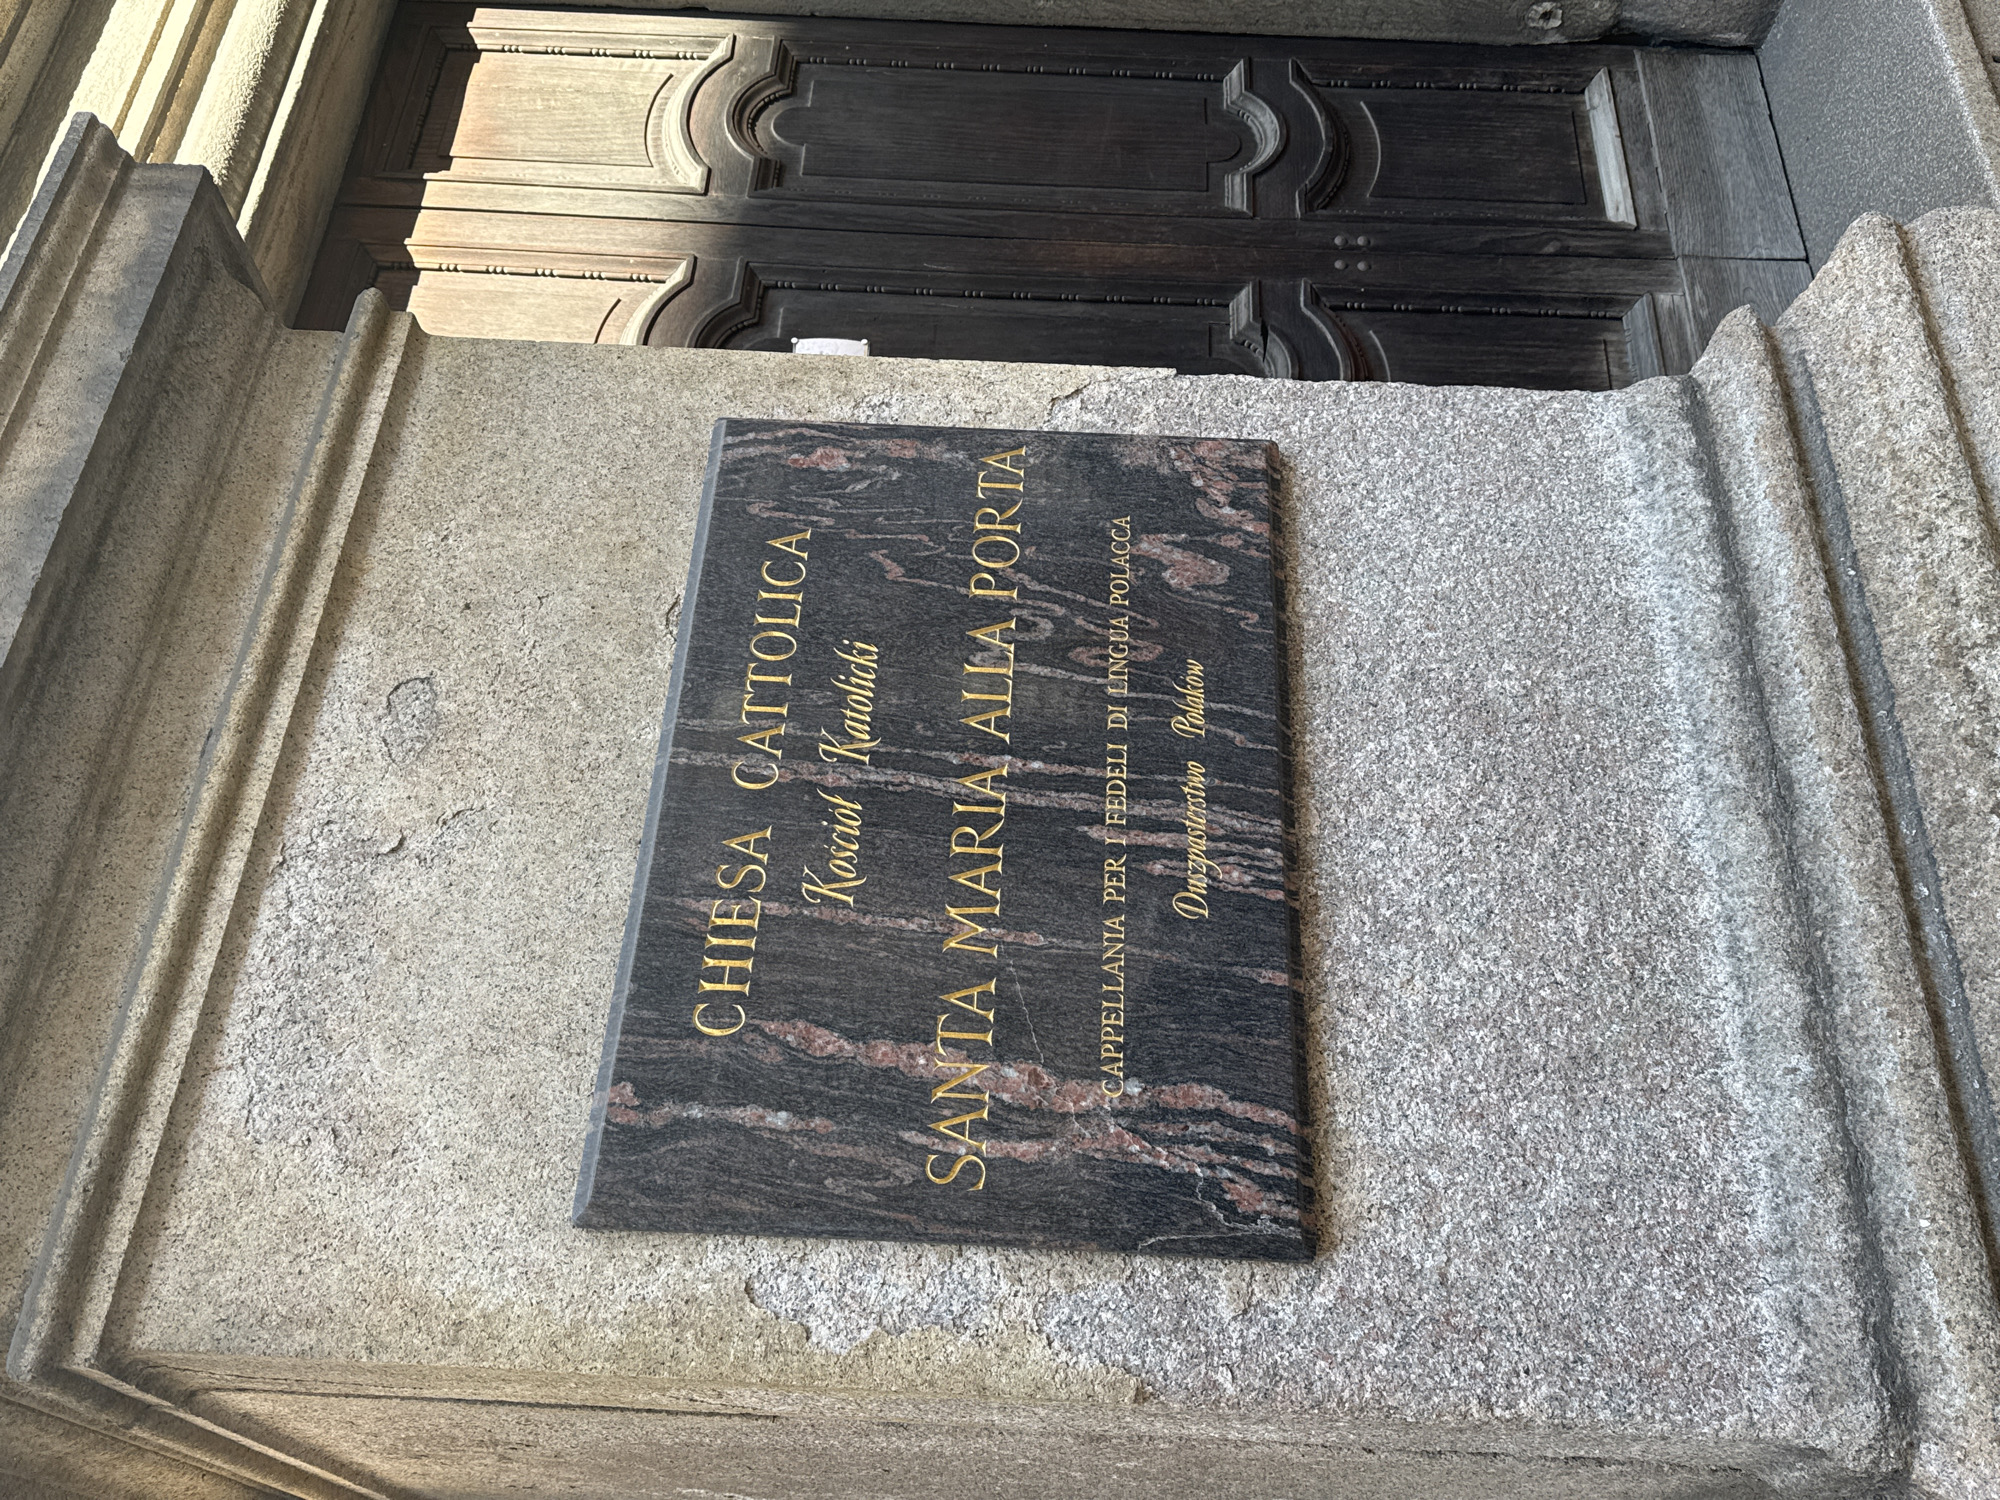 CHIESA CATTOLICA
Kościół Katolicki
SANTA MARIA ALLA PORTA
CAPPELLANIA PER I FEDELI DI LINGUA POLACCA
Duszpasterstwo Polaków